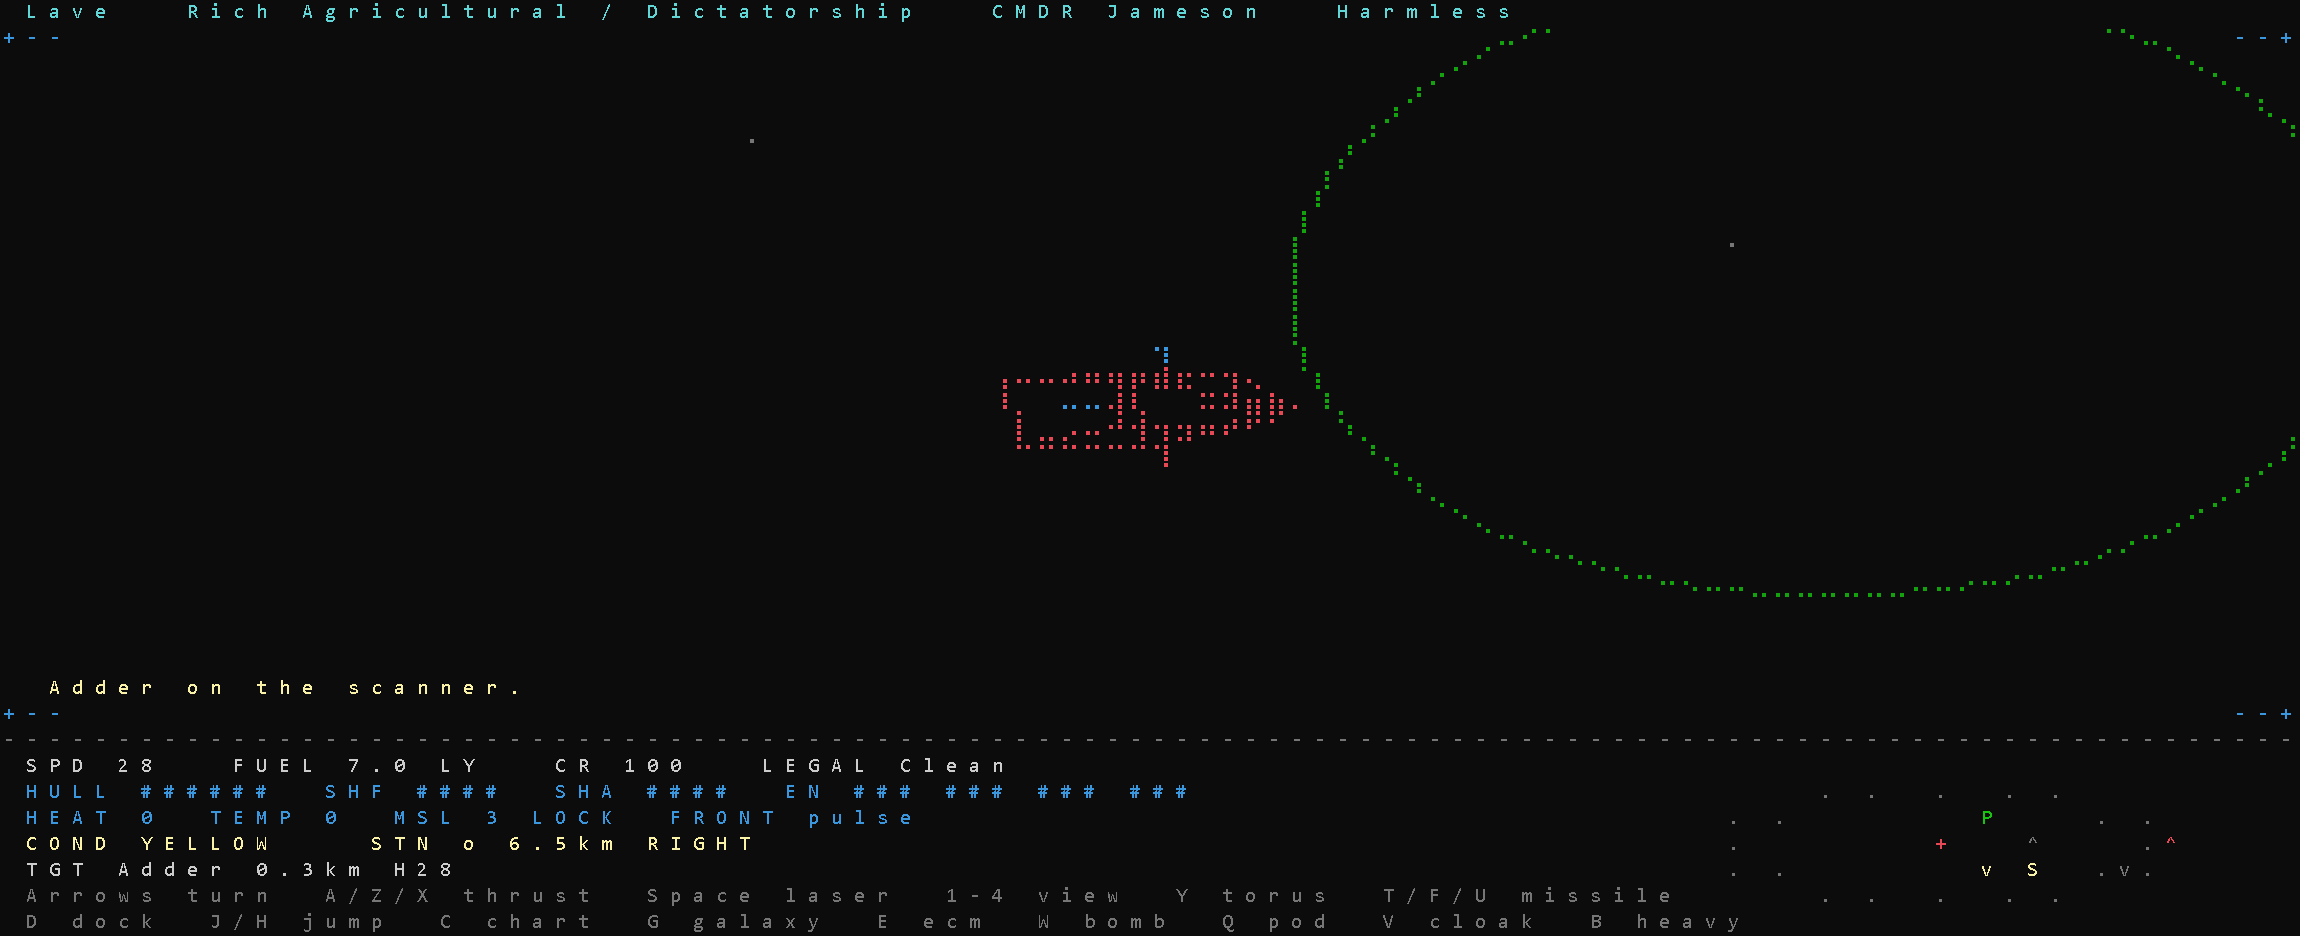 Lave Rich Agricultural / Dictatorship CMDR Jameson Harmless
+-- --+
Adder on the scanner.
+-- --+
SPD 28 FUEL 7.0 LY CR 100 LEGAL Clean
HULL ###### SHF #### SHA #### EN ### ### ### ###
HEAT 0 TEMP 0 MSL 3 LOCK FRONT pulse
P
COND YELLOW STN o 6.5km RIGHT
+ ^ ^
TGT Adder 0.3km H28
v S v
Arrows turn A/Z/X thrust Space laser 1-4 view Y torus T/F/U missile
D dock J/H jump C chart G galaxy E ecm W bomb Q pod V cloak B heavy